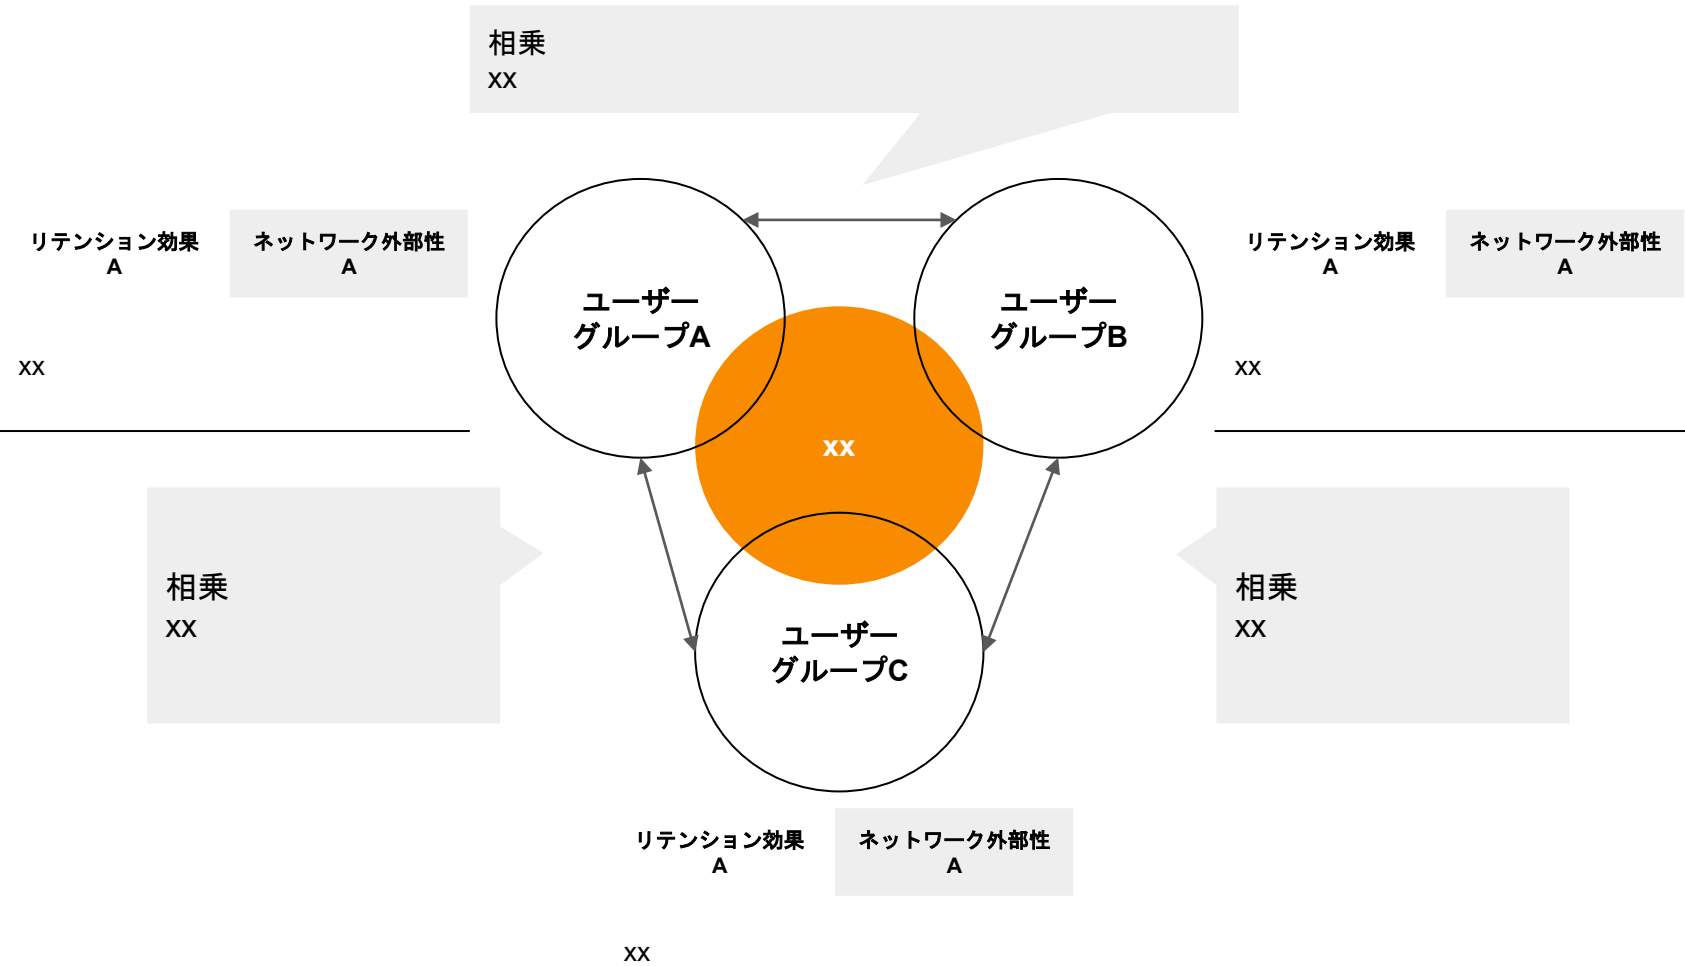 相乗
xx
リテンション効果
A
ネットワーク外部性
A
xx
ユーザー
グループA
ユーザー
グループB
リテンション効果
A
ネットワーク外部性
A
xx
xx
相乗
xx
ユーザー
グループC
相乗
xx
リテンション効果
A
ネットワーク外部性
A
xx